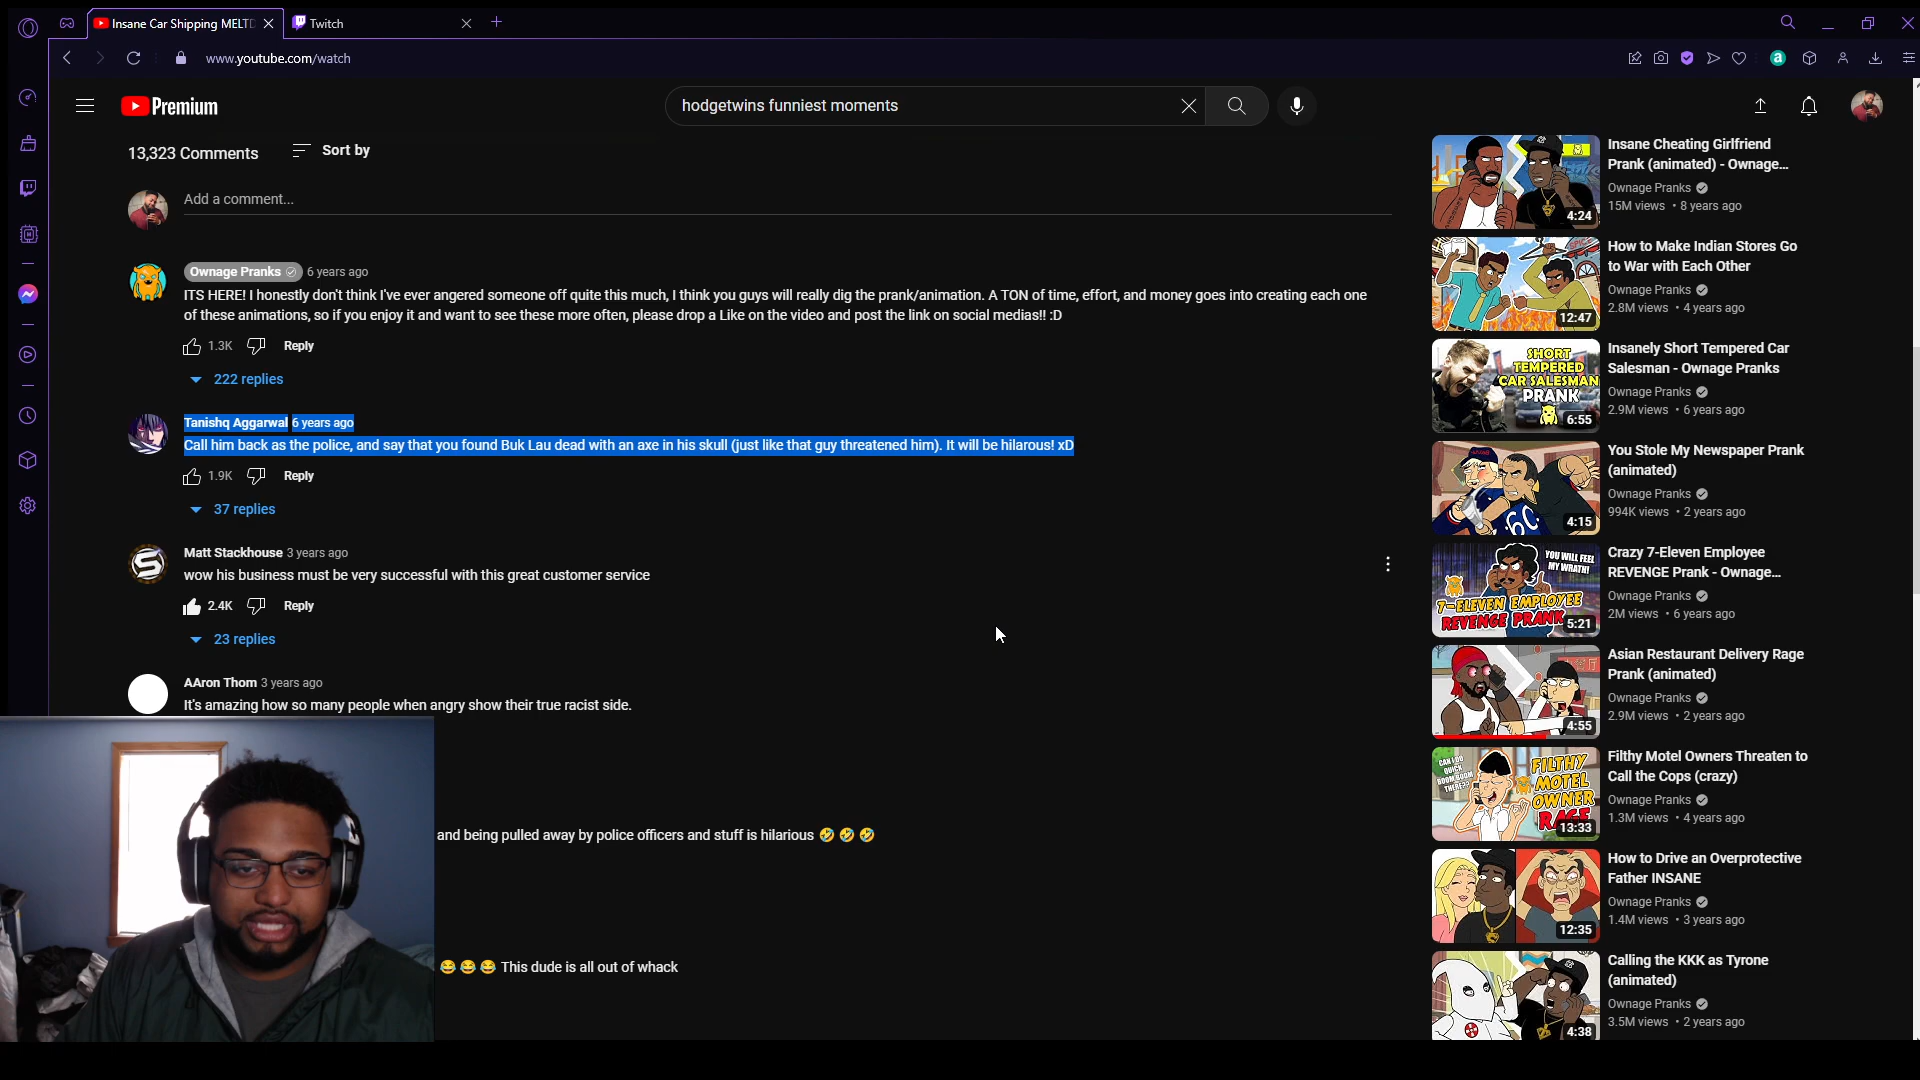 Insane Car Shipping MELTD
Twitch
www.youtube.com/watch
Premium
hodgetwins funniest moments
13,323 Comments
Sort by
Add a comment...
Ownage Pranks 6 years ago
ITS HERE! I honestly don't think I've ever angered someone off quite this much, I think you guys will really dig the prank/animation. A TON of time, effort, and money goes into creating each one
of these animations, so if you enjoy it and want to see these more often, please drop a Like on the video and post the link on social medias!! :D
1.3K Reply
222 replies
Tanishq Aggarwal 6 years ago
Call him back as the police, and say that you found Buk Lau dead with an axe in his skull (just like that guy threatened him). It will be hilarous! xD
1.9K Reply
37 replies
Matt Stackhouse 3 years ago
wow his business must be very successful with this great customer service
2.4K Reply
23 replies
AAron Thom 3 years ago
It's amazing how so many people when angry show their true racist side.
and being pulled away by police officers and stuff is hilarious 🤣 🤣 🤣
😂 😂 😂 This dude is all out of whack
4:24
Insane Cheating Girlfriend
Prank (animated) - Ownage...
Ownage Pranks
15M views • 8 years ago
12:47
How to Make Indian Stores Go
to War with Each Other
Ownage Pranks
2.8M views • 4 years ago
SHORT
TEMPERED
CAR SALESMAN
PRANK
6:55
Insanely Short Tempered Car
Salesman - Ownage Pranks
Ownage Pranks
2.9M views • 6 years ago
4:15
You Stole My Newspaper Prank
(animated)
Ownage Pranks
994K views • 2 years ago
YOU WILL FEEL
MY WRATH!
7-ELEVEN EMPLOYEE
REVENGE PRANK
5:21
Crazy 7-Eleven Employee
REVENGE Prank - Ownage...
Ownage Pranks
2M views • 6 years ago
4:55
Asian Restaurant Delivery Rage
Prank (animated)
Ownage Pranks
2.9M views • 2 years ago
CAN I DO
QUICK
BOOM BOOM
THERE??
FILTHY
MOTEL
OWNER
RAGE
13:33
Filthy Motel Owners Threaten to
Call the Cops (crazy)
Ownage Pranks
1.3M views • 4 years ago
12:35
How to Drive an Overprotective
Father INSANE
Ownage Pranks
1.4M views • 3 years ago
4:38
Calling the KKK as Tyrone
(animated)
Ownage Pranks
3.5M views • 2 years ago